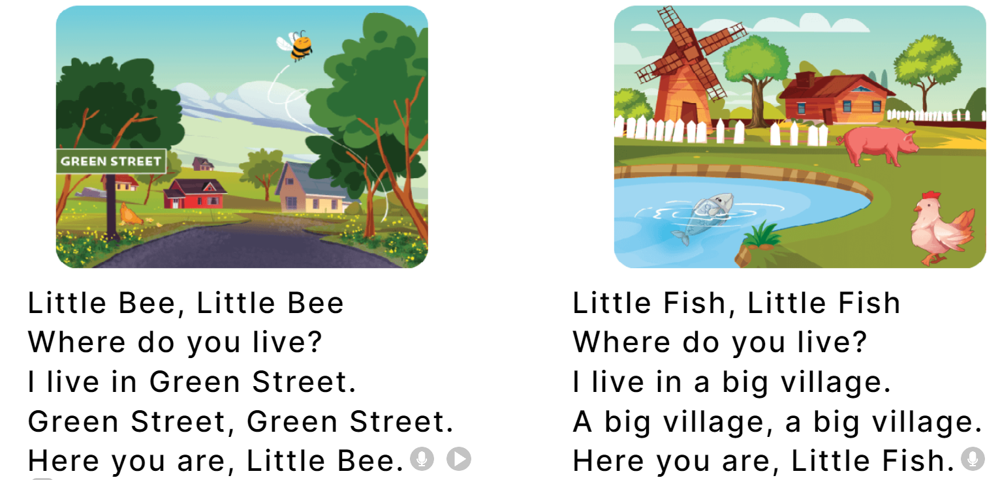 GREEN STREET
Little Bee, Little Bee
Where do you live?
I live in Green Street.
Green Street, Green Street.
Here you are, Little Bee.
Little Fish, Little Fish
Where do you live?
I live in a big village.
A big village, a big village.
Here you are, Little Fish.